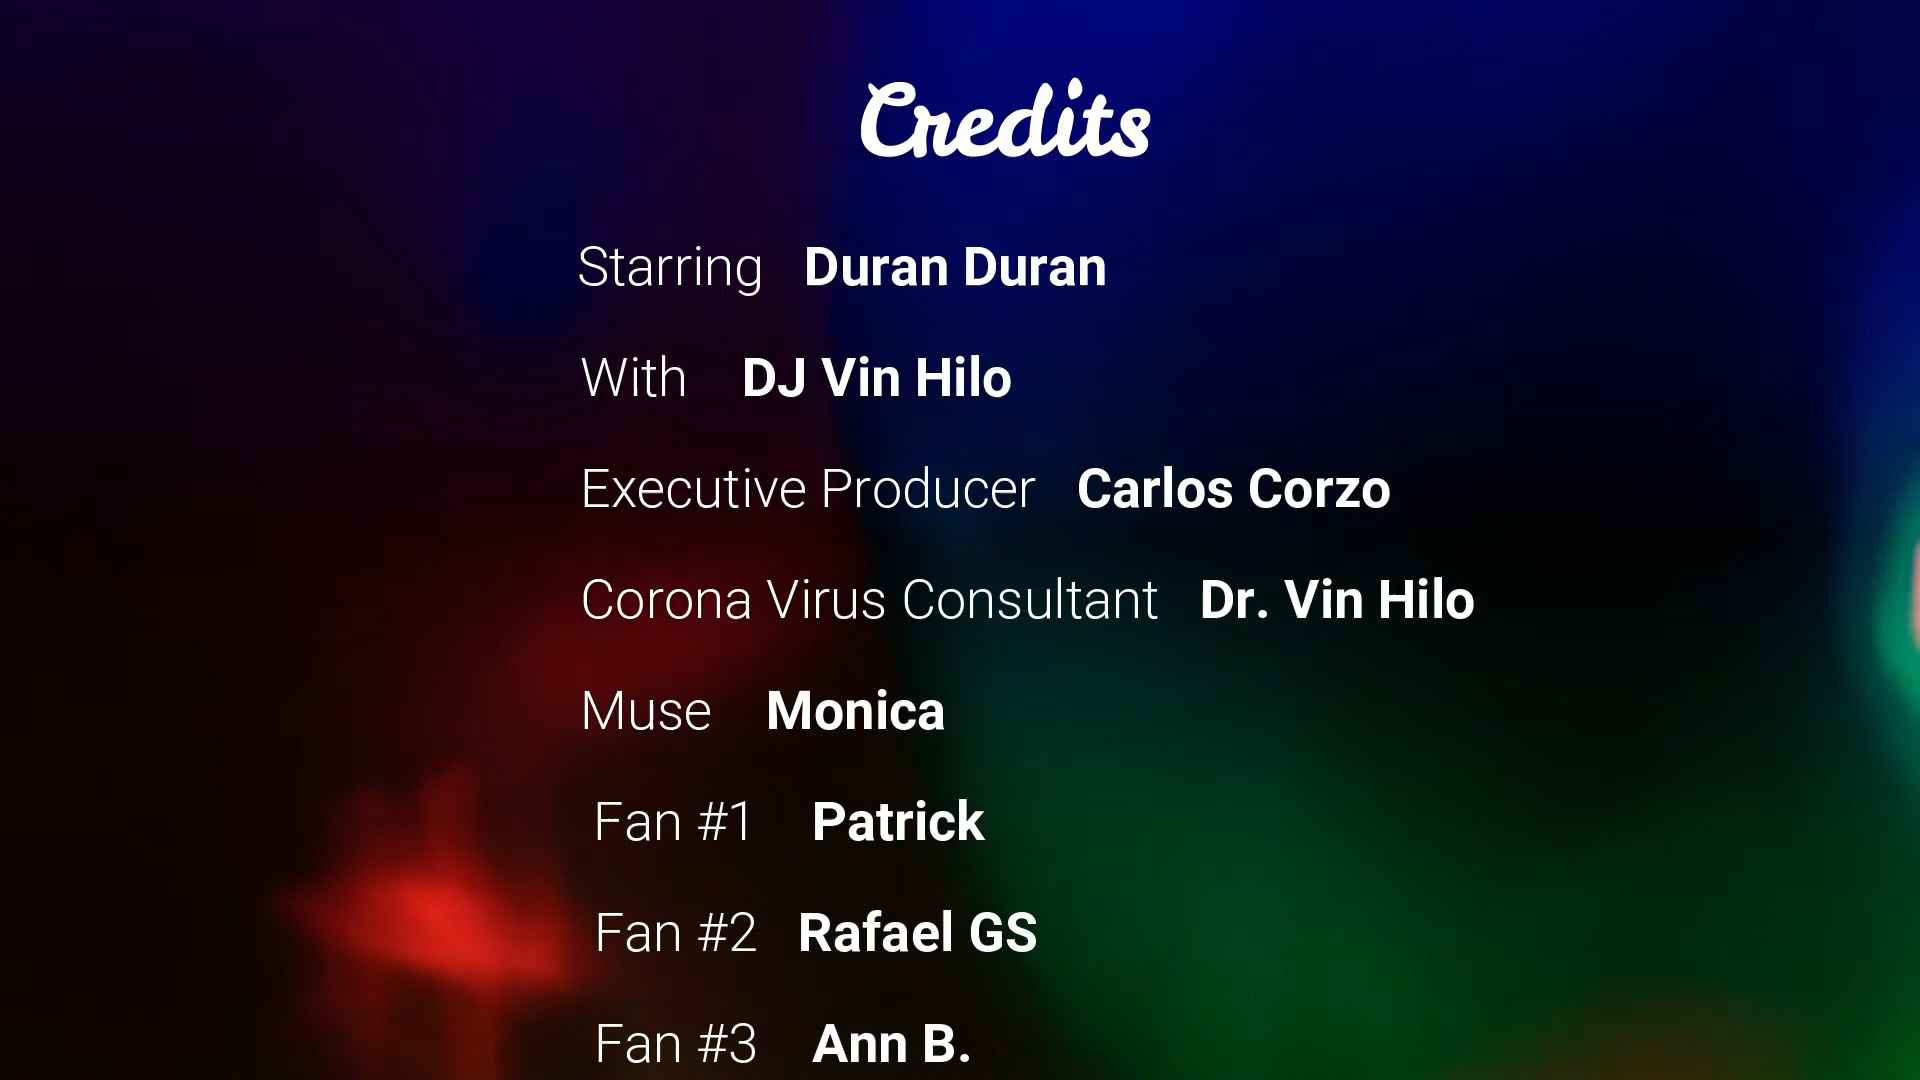 Credits
Starring Duran Duran
With DJ Vin Hilo
Executive Producer Carlos Corzo
Corona Virus Consultant Dr. Vin Hilo
Muse Monica
Fan #1 Patrick
Fan #2 Rafael GS
Fan #3 Ann B.